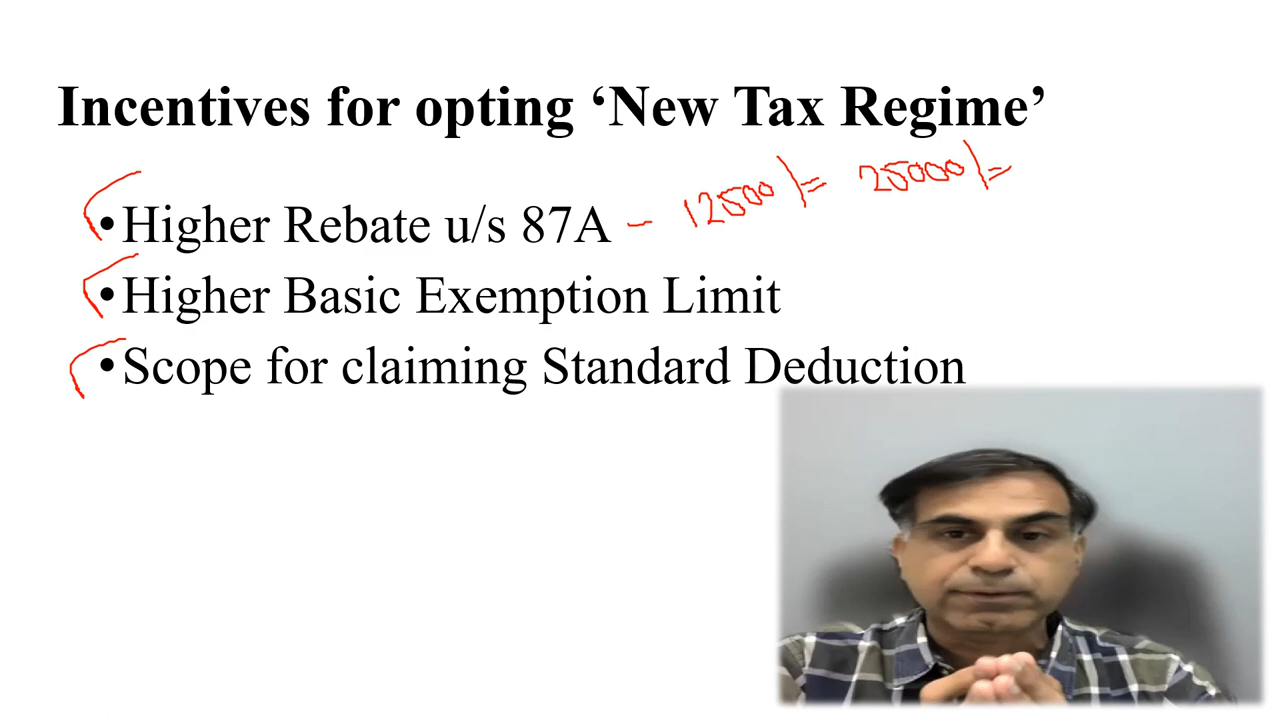 Incentives for opting ‘New Tax Regime’
•Higher Rebate u/s 87A - 12500/= 25000/=
•Higher Basic Exemption Limit
•Scope for claiming Standard Deduction